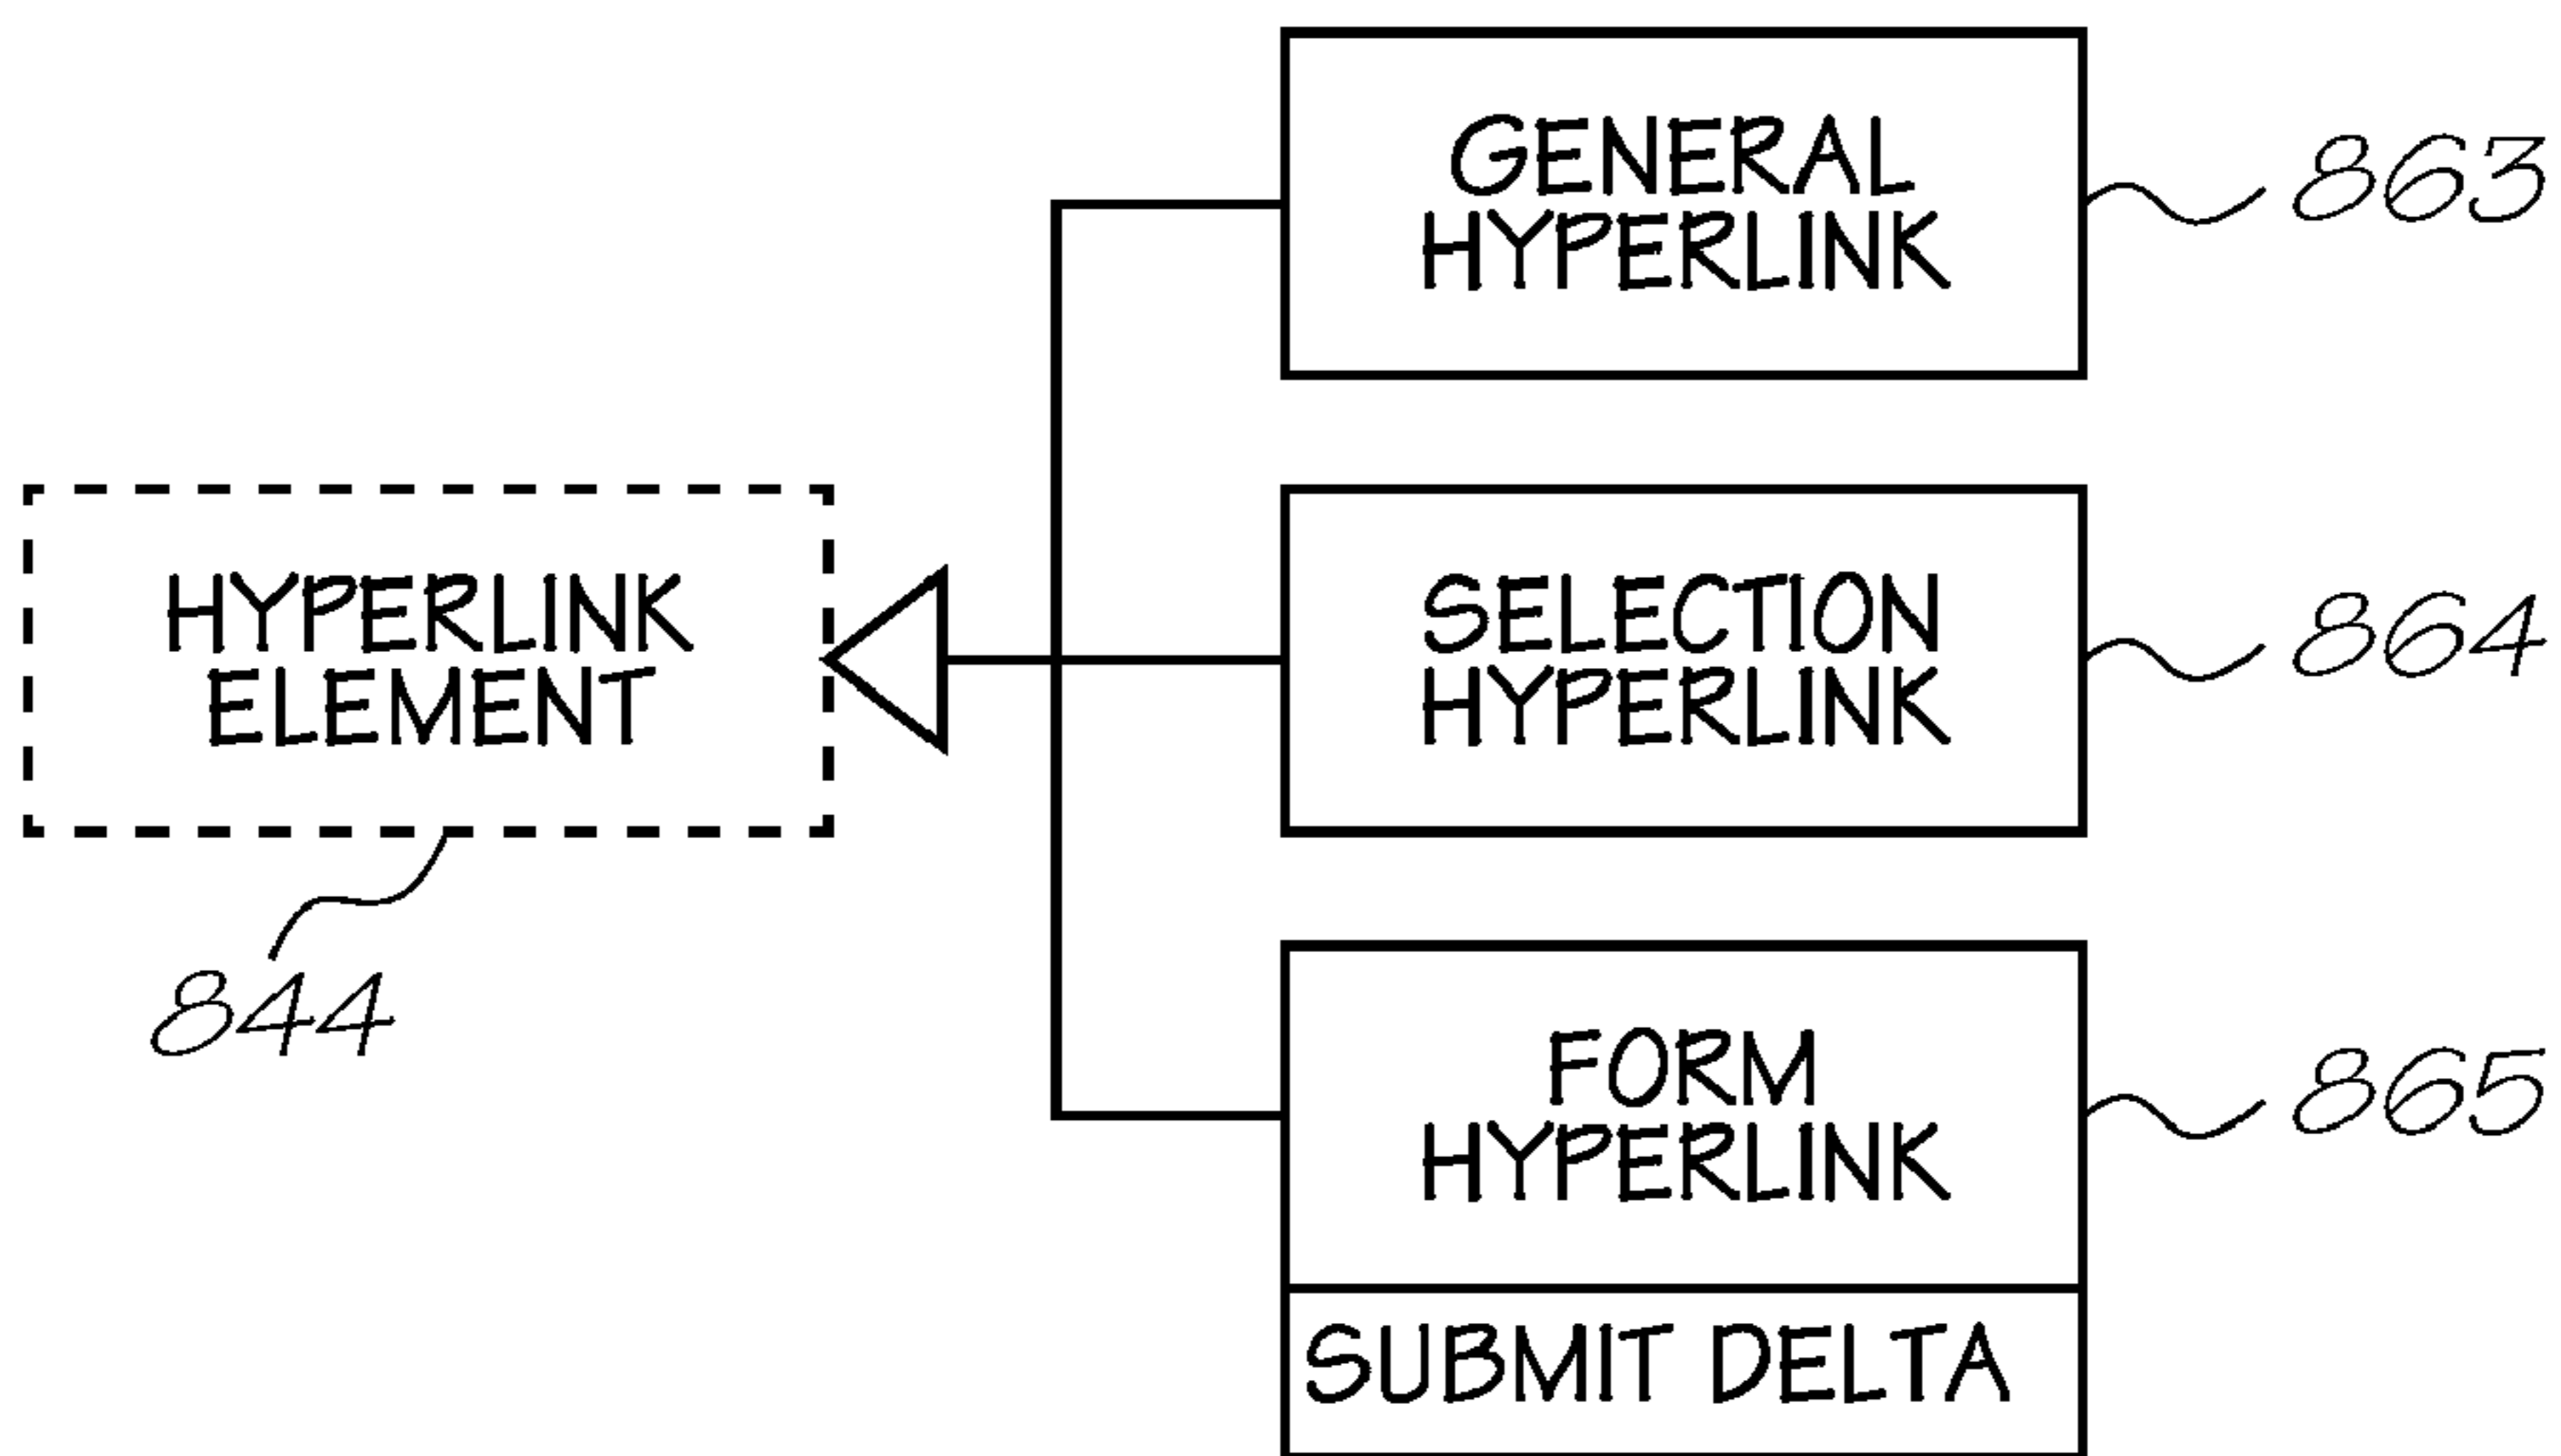 GENERAL
HYPERLINK
863
HYPERLINK
ELEMENT
844
SELECTION
HYPERLINK
864
FORM
HYPERLINK
865
SUBMIT DELTA